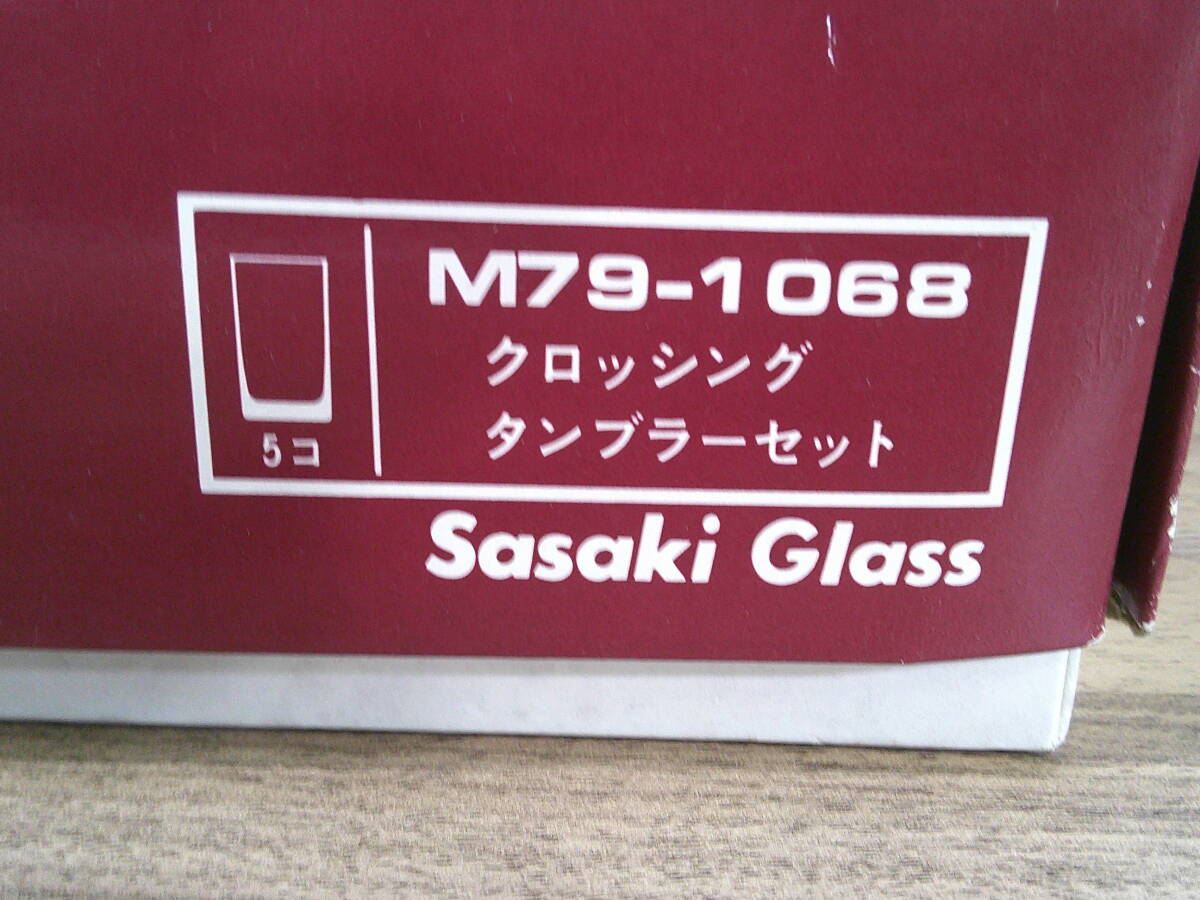 M79-1068
クロッシング
タンブラーセット
5コ
Sasaki Glass